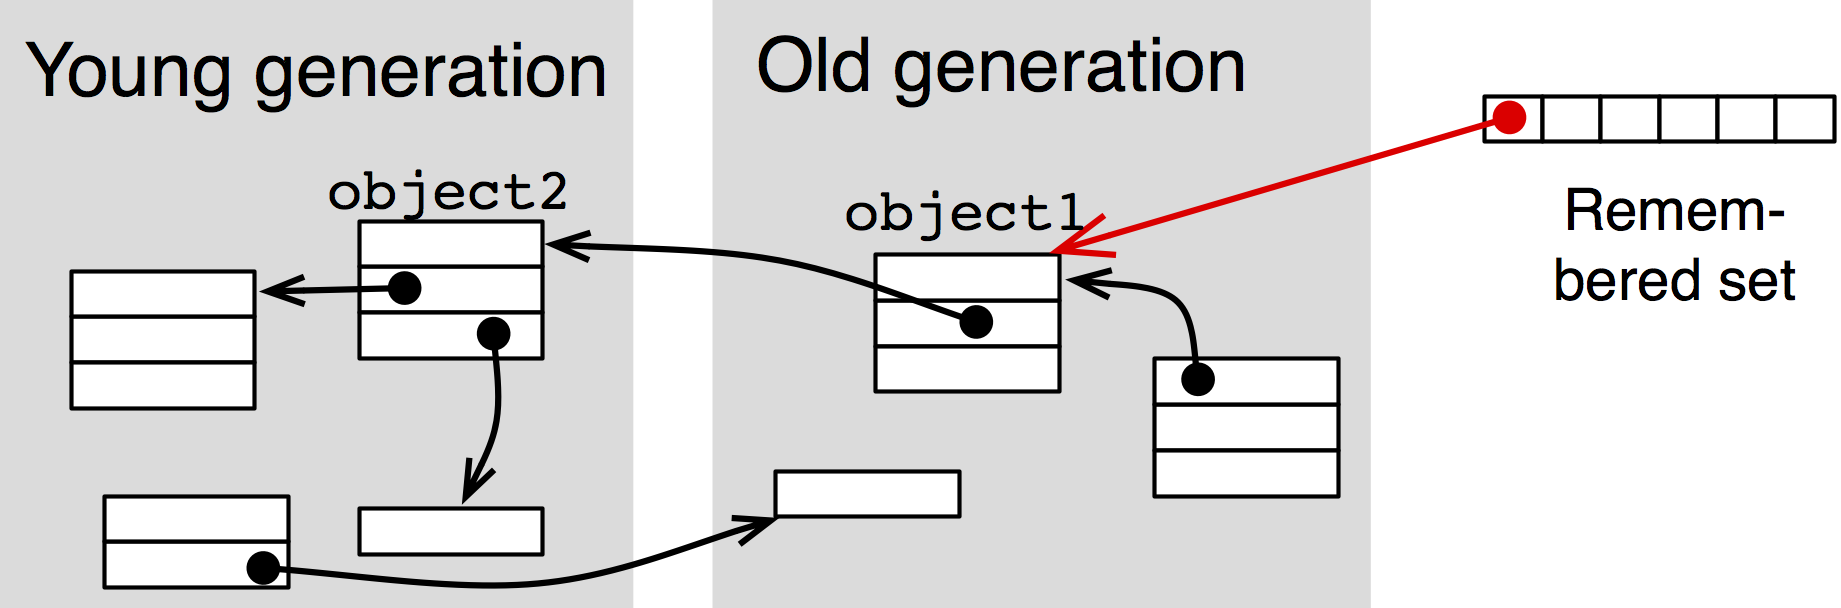 Young generation
Old generation
object2
object1
Remem-
bered set